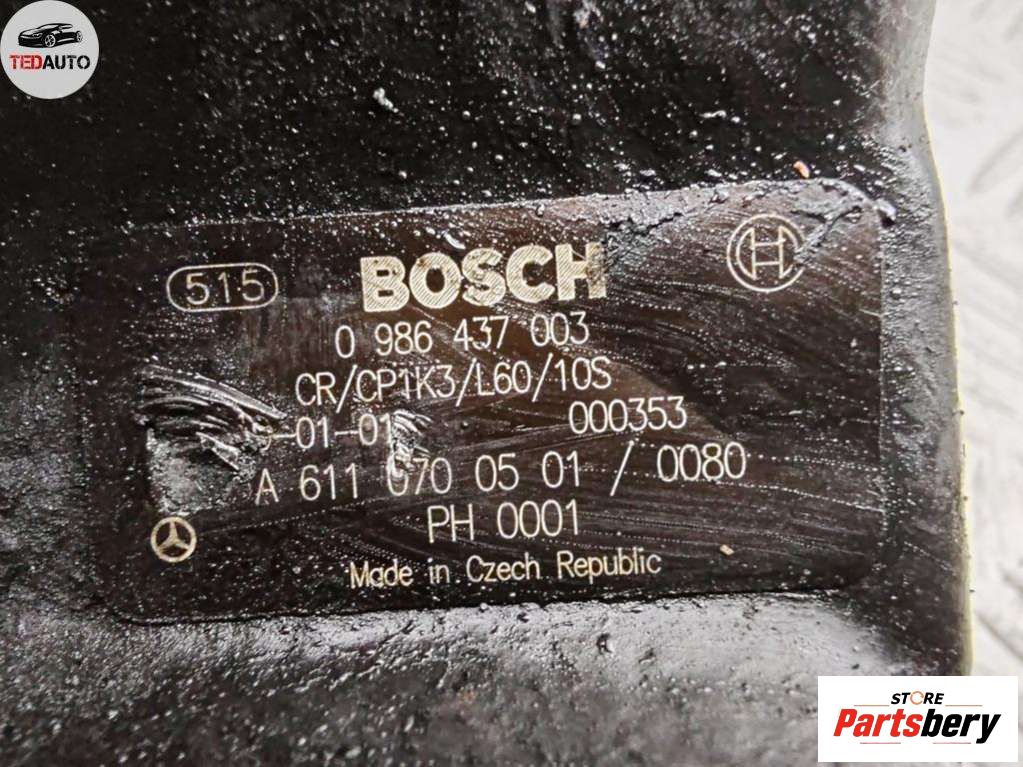 TEDAUTO
515
BOSCH
0 986 437 003
CR/CP1K3/L60/10S
-01-01 000353
A 611 070 05 01 / 0080
PH 0001
Made in Czech Republic
STORE
Partsbery